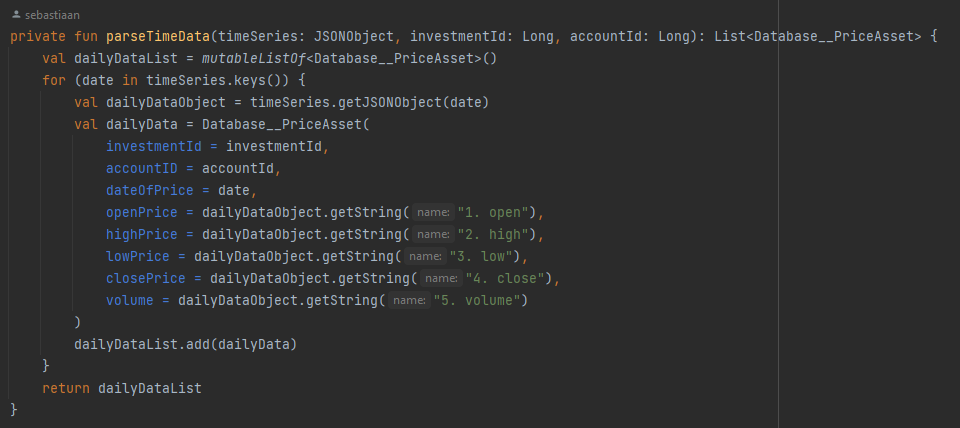 sebastiaan
private fun parseTimeData(timeSeries: JSONObject, investmentId: Long, accountId: Long): List<Database__PriceAsset> {
    val dailyDataList = mutableListOf<Database__PriceAsset>()
    for (date in timeSeries.keys()) {
        val dailyDataObject = timeSeries.getJSONObject(date)
        val dailyData = Database__PriceAsset(
            investmentId = investmentId,
            accountID = accountId,
            dateOfPrice = date,
            openPrice = dailyDataObject.getString( name: "1. open"),
            highPrice = dailyDataObject.getString( name: "2. high"),
            lowPrice = dailyDataObject.getString( name: "3. low"),
            closePrice = dailyDataObject.getString( name: "4. close"),
            volume = dailyDataObject.getString( name: "5. volume")
        )
        dailyDataList.add(dailyData)
    }
    return dailyDataList
}